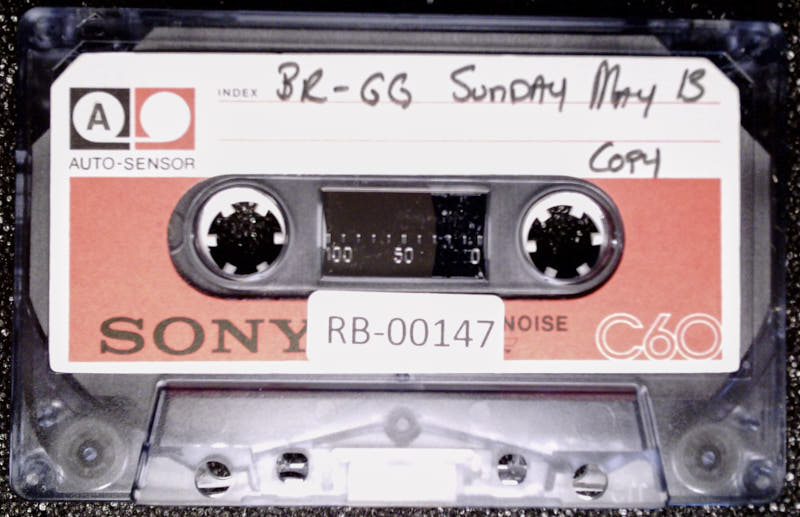 INDEX BR-GG SUNDAY MAY 13
A
AUTO-SENSOR
COPY
100 50 0
SONY RB-00147 NOISE C60